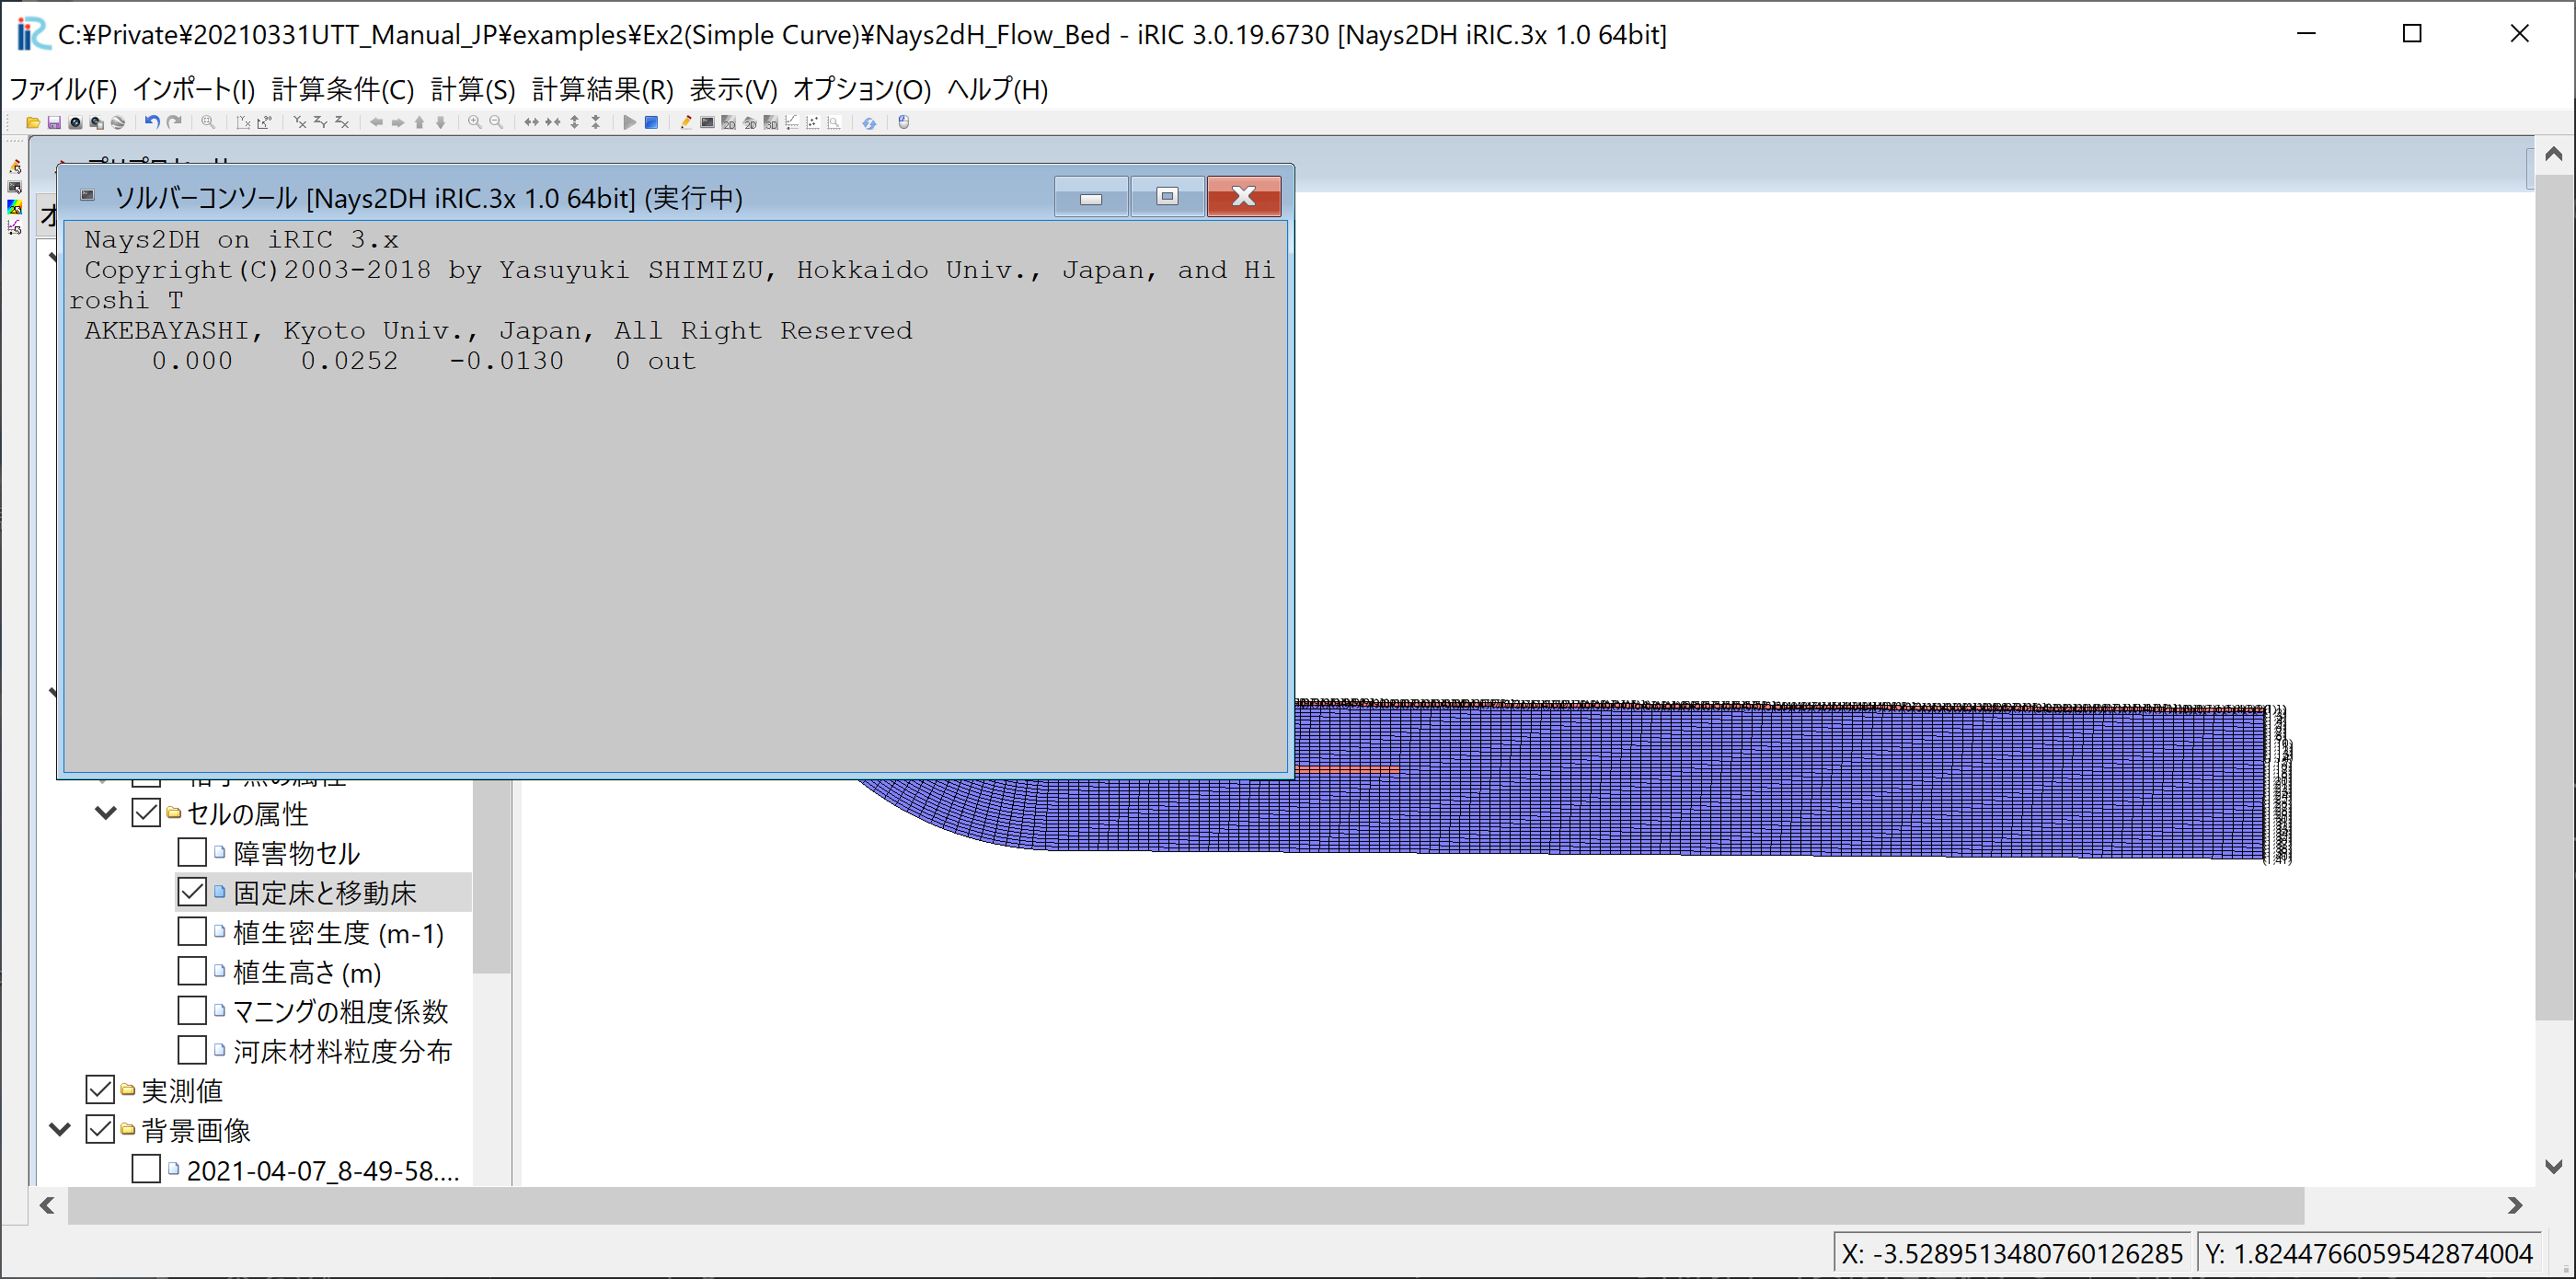 C:¥Private¥20210331UTT_Manual_JP¥examples¥Ex2(Simple Curve)¥Nays2dH_Flow_Bed - iRIC 3.0.19.6730 [Nays2DH iRIC.3x 1.0 64bit]
ファイル(F) インポート(I) 計算条件(C) 計算(S) 計算結果(R) 表示(V) オプション(O) ヘルプ(H)
ソルバーコンソール [Nays2DH iRIC.3x 1.0 64bit] (実行中)
Nays2DH on iRIC 3.x
Copyright(C)2003-2018 by Yasuyuki SHIMIZU, Hokkaido Univ., Japan, and Hi
roshi T
AKEBAYASHI, Kyoto Univ., Japan, All Right Reserved
0.000 0.0252 -0.0130 0 out
セルの属性
障害物セル
固定床と移動床
植生密生度 (m-1)
植生高さ (m)
マニングの粗度係数
河床材料粒度分布
実測値
背景画像
2021-04-07_8-49-58....
X: -3.5289513480760126285 Y: 1.8244766059542874004